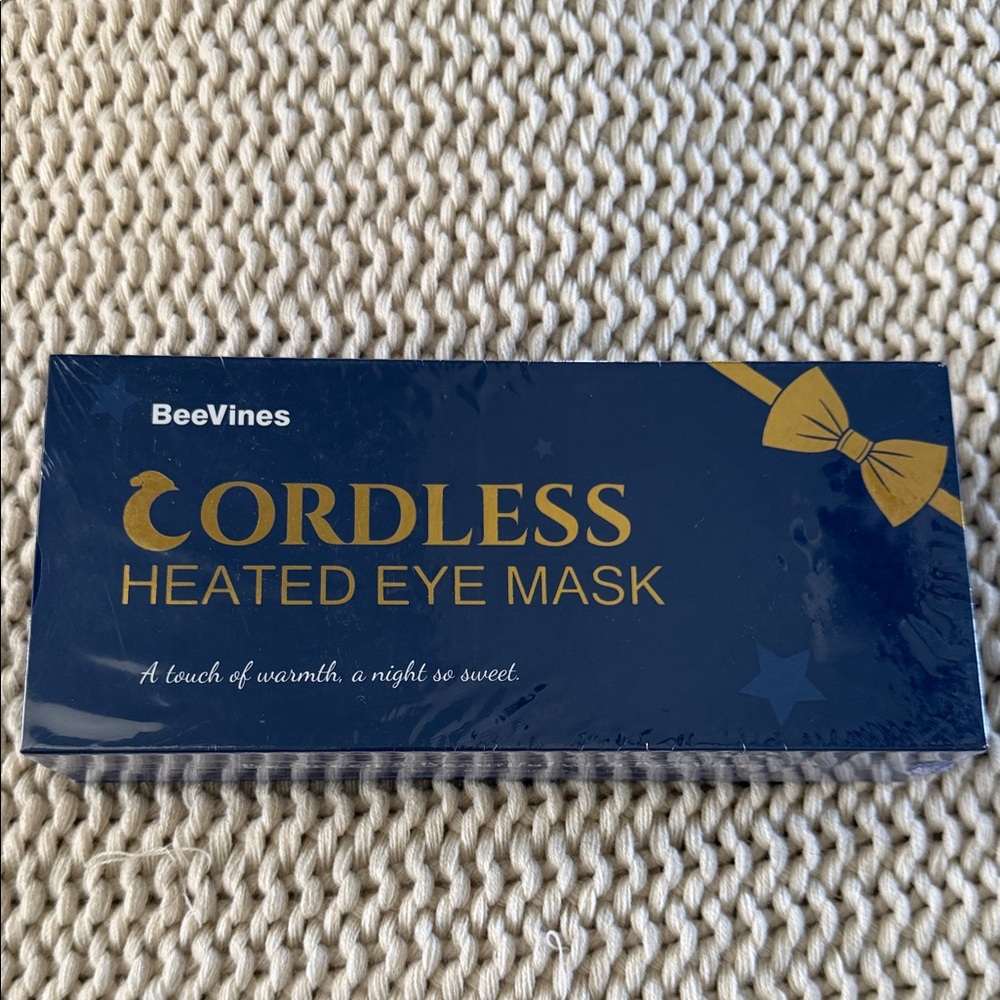 BeeVines
CORDLESS
HEATED EYE MASK
A touch of warmth, a night so sweet.